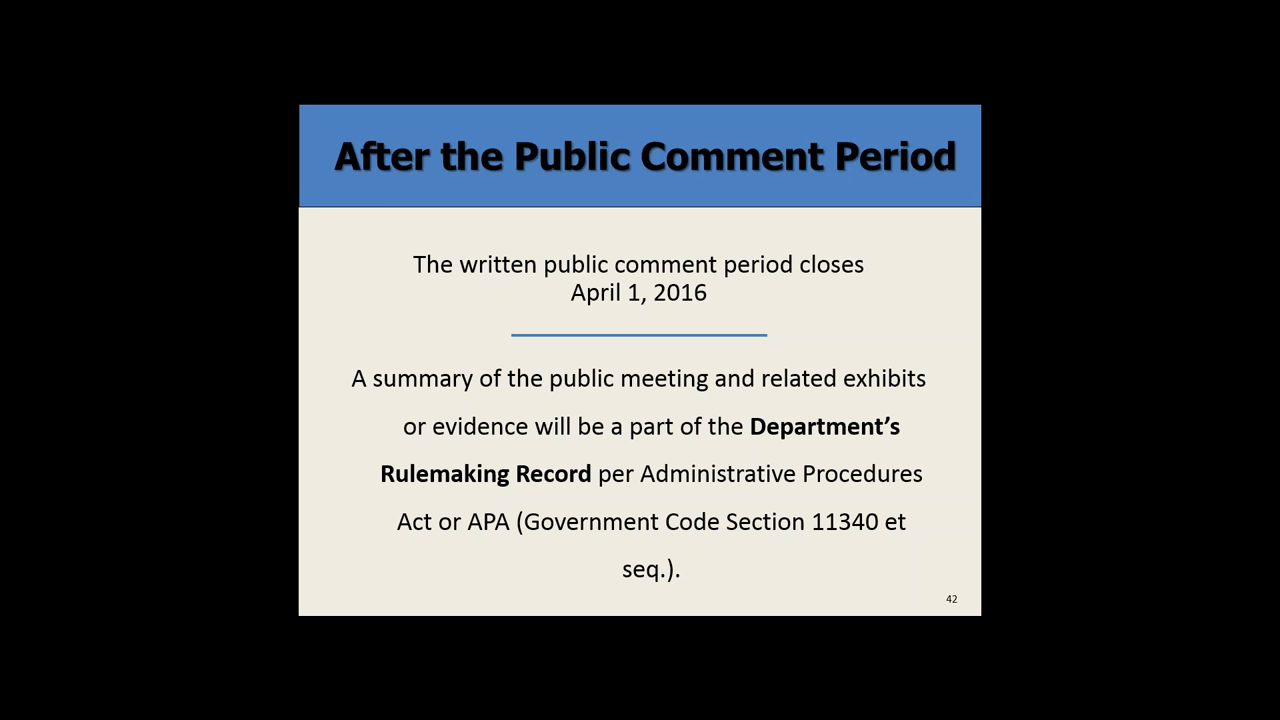 After the Public Comment Period
The written public comment period closes
April 1, 2016
A summary of the public meeting and related exhibits
or evidence will be a part of the Department’s
Rulemaking Record per Administrative Procedures
Act or APA (Government Code Section 11340 et
seq.).
42